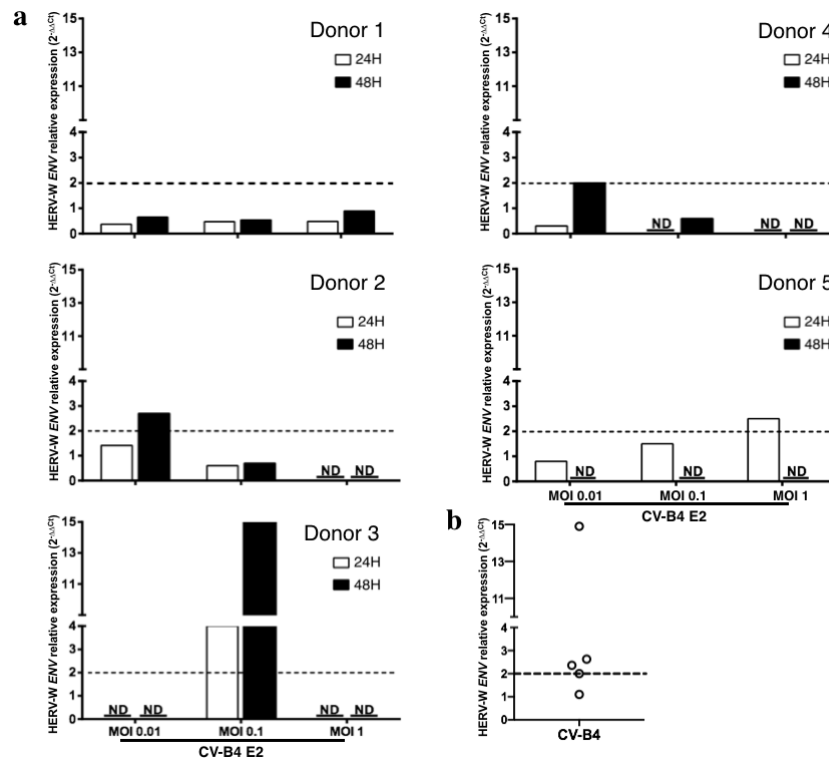 a
HERV-W ENV relative expression (2-ΔΔCt)
15
13
11
4
3
2
1
0
Donor 1
24H
48H
HERV-W ENV relative expression (2-ΔΔCt)
15
13
11
4
3
2
1
0
Donor 4
24H
48H
ND
ND ND
HERV-W ENV relative expression (2-ΔΔCt)
15
13
11
4
3
2
1
0
Donor 2
24H
48H
ND ND
HERV-W ENV relative expression (2-ΔΔCt)
15
13
11
4
3
2
1
0
Donor 5
24H
48H
ND
ND
ND
MOI 0.01 MOI 0.1 MOI 1
CV-B4 E2
HERV-W ENV relative expression (2-ΔΔCt)
15
13
11
4
3
2
1
0
Donor 3
24H
48H
ND ND
ND ND
MOI 0.01 MOI 0.1 MOI 1
CV-B4 E2
b
HERV-W ENV relative expression (2-ΔΔCt)
15
13
11
4
3
2
1
0
CV-B4